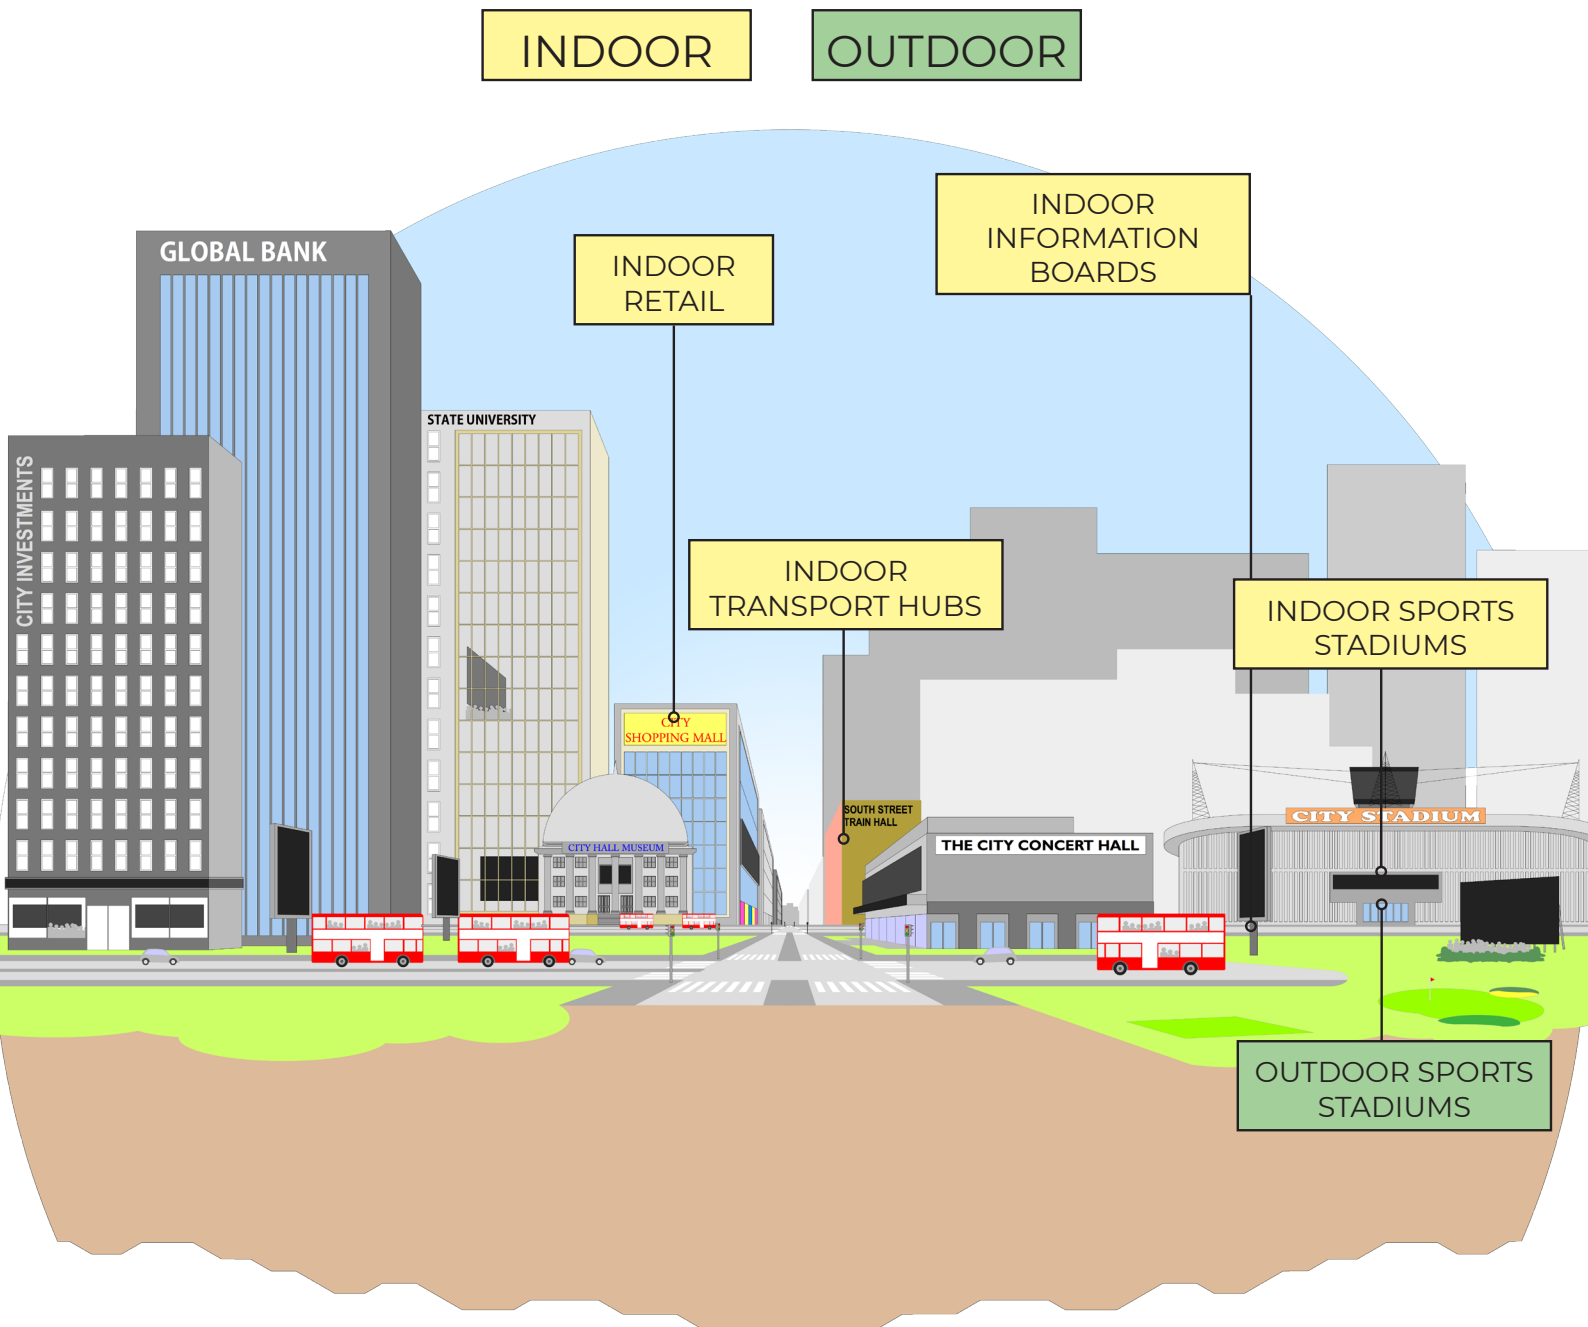 INDOOR
OUTDOOR
INDOOR
INFORMATION
BOARDS
GLOBAL BANK
INDOOR
RETAIL
STATE UNIVERSITY
CITY INVESTMENTS
INDOOR
TRANSPORT HUBS
INDOOR SPORTS
STADIUMS
CITY
SHOPPING MALL
SOUTH STREET
TRAIN HALL
CITY STADIUM
CITY HALL MUSEUM
THE CITY CONCERT HALL
OUTDOOR SPORTS
STADIUMS